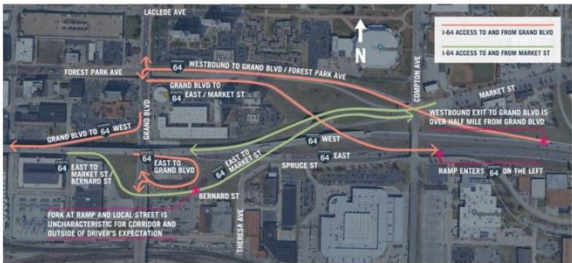 LACLEDE AVE
I-64 ACCESS TO AND FROM GRAND BLVD
I-64 ACCESS TO AND FROM MARKET ST
N
COMPTON AVE
64 WESTBOUND TO GRAND BLVD / FOREST PARK AVE
FOREST PARK AVE
GRAND BLVD TO
64 EAST / MARKET ST
MARKET ST
GRAND BLVD
WESTBOUND EXIT TO GRAND BLVD IS
OVER HALF MILE FROM GRAND BLVD
GRAND BLVD TO 64 WEST
64 WEST
64 EAST TO
MARKET ST /
BERNARD ST
64 EAST
TO GRAND
BLVD
64 EAST TO
MARKET ST
64 EAST
SPRUCE ST
RAMP ENTERS 64 ON THE LEFT
BERNARD ST
FORK AT RAMP AND LOCAL STREET IS
UNCHARACTERISTIC FOR CORRIDOR AND
OUTSIDE OF DRIVER'S EXPECTATION
THERESA AVE